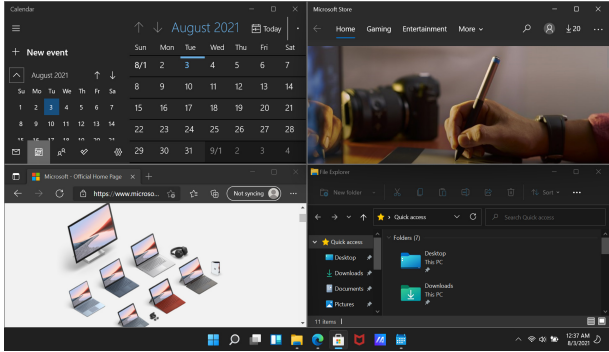 Calendar
August 2021
Today
New event
August 2021
Su Mo Tu We Th Fr Sa
1 2 3 4 5 6 7
8 9 10 11 12 13 14
Sun Mon Tue Wed Thu Fri Sat
8/1 2 3 4 5 6 7
8 9 10 11 12 13 14
15 16 17 18 19 20 21
22 23 24 25 26 27 28
29 30 31 9/1 2 3 4
Microsoft Store
Home Gaming Entertainment More 20
Microsoft - Official Home Page
https://www.microso...
Not syncing
File Explorer
New folder Sort
Quick access
Search Quick access
Quick access
Desktop
Downloads
Documents
Pictures
Folders (7)
Desktop
This PC
Downloads
This PC
11 items
12:37 AM
8/3/2021